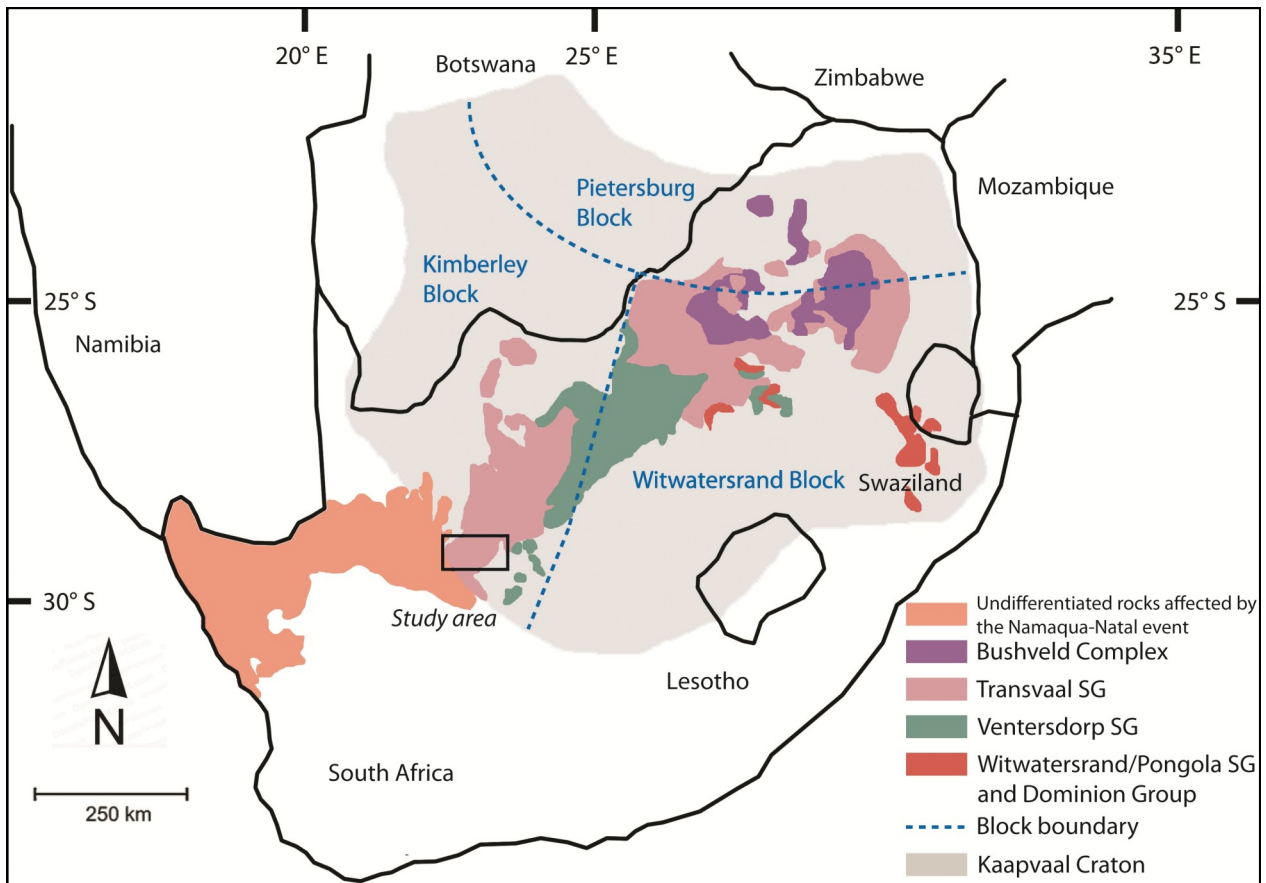 20° E
25° E
35° E
Botswana
Zimbabwe
Mozambique
Pietersburg
Block
Kimberley
Block
25° S
25° S
Namibia
Witwatersrand Block
Swaziland
30° S
Study area
Lesotho
South Africa
N
250 km
Undifferentiated rocks affected by
the Namaqua-Natal event
Bushveld Complex
Transvaal SG
Ventersdorp SG
Witwatersrand/Pongola SG
and Dominion Group
Block boundary
Kaapvaal Craton